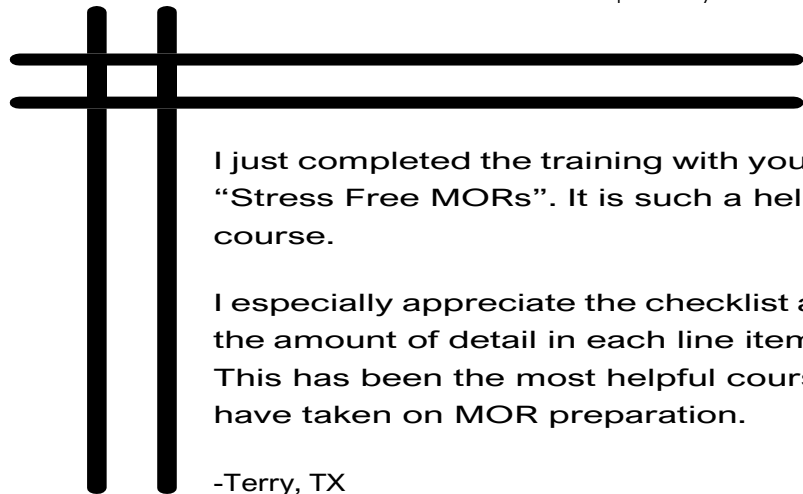 I just completed the training with you
“Stress Free MORs”. It is such a hel
course.
I especially appreciate the checklist a
the amount of detail in each line item
This has been the most helpful cours
have taken on MOR preparation.
-Terry, TX